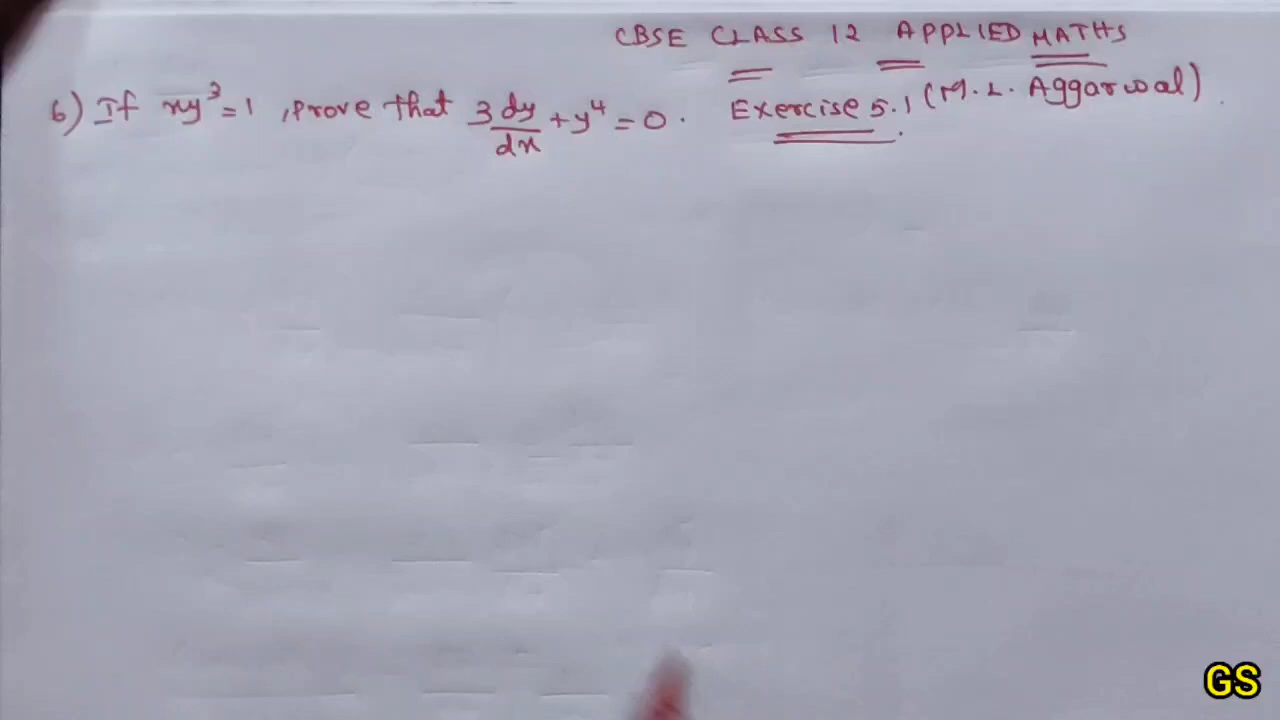 CBSE CLASS 12 APPLIED MATHS
6) If xy³ = 1 , prove that 3 dy/dx + y⁴ = 0 . Exercise 5.1 (M. L. Aggarwal) .
GS